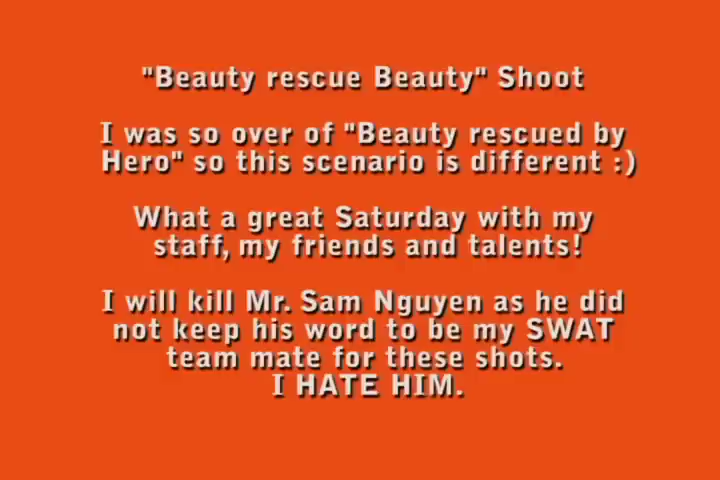 "Beauty rescue Beauty" Shoot
I was so over of "Beauty rescued by
Hero" so this scenario is different :)
What a great Saturday with my
staff, my friends and talents!
I will kill Mr. Sam Nguyen as he did
not keep his word to be my SWAT
team mate for these shots.
I HATE HIM.